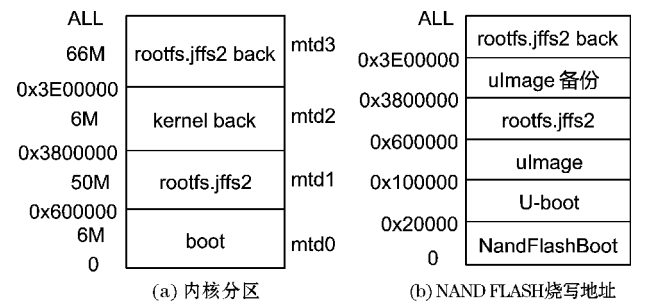 ALL
66M
rootfs.jffs2 back
mtd3
0x3E00000
6M
kernel back
mtd2
0x3800000
50M
rootfs.jffs2
mtd1
0x600000
6M
boot
mtd0
0
(a) 内核分区
ALL
rootfs.jffs2 back
0x3E00000
uImage 备份
0x3800000
rootfs.jffs2
0x600000
uImage
0x100000
U-boot
0x20000
NandFlashBoot
0
(b) NAND FLASH烧写地址